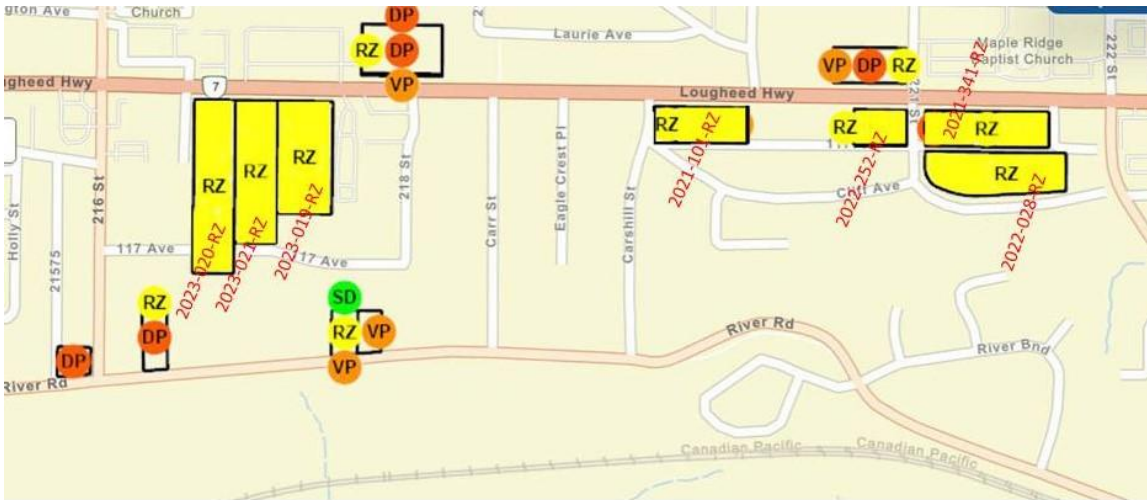 gton Ave
Church
DP
2
Laurie Ave
RZ
DP
VP
DP
RZ
Maple Ridge
Baptist Church
222 St
ugheed Hwy
7
VP
Lougheed Hwy
221 St
2021-341-RZ
RZ
RZ
RZ
RZ
RZ
RZ
RZ
11
2021-101-RZ
2022-252-RZ
Cliff Ave
2022-028-RZ
216 St
218 St
Holly St
21575
Carr St
Eagle Crest Pl
Carshill St
117 Ave
117 Ave
2023-020-RZ
2023-021-RZ
2023-019-RZ
RZ
DP
SD
RZ
VP
VP
DP
River Rd
River Rd
River Bnd
Canadian Pacific
Canadian Pacific